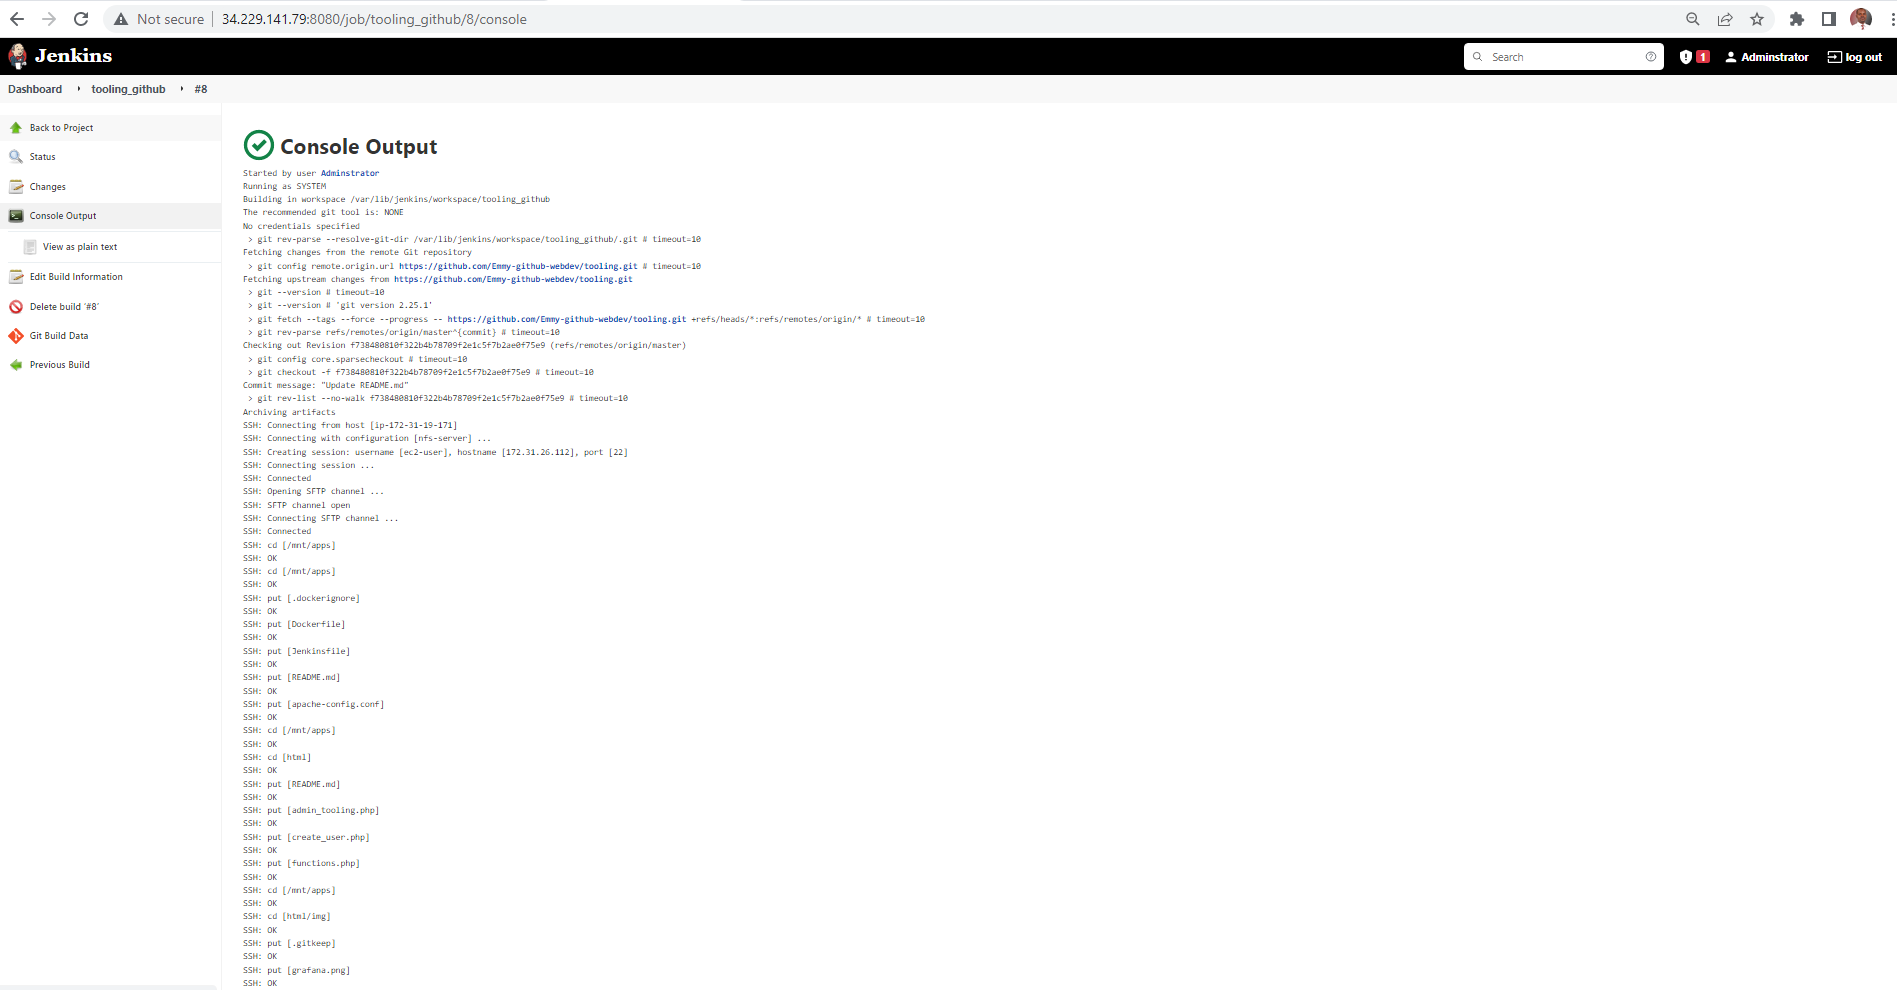 Not secure | 34.229.141.79:8080/job/tooling_github/8/console
Jenkins
Search
1
Adminstrator
log out
Dashboard
tooling_github
#8
Back to Project
Status
Changes
Console Output
View as plain text
Edit Build Information
Delete build '#8'
Git Build Data
Previous Build
Console Output
Started by user Adminstrator
Running as SYSTEM
Building in workspace /var/lib/jenkins/workspace/tooling_github
The recommended git tool is: NONE
No credentials specified
> git rev-parse --resolve-git-dir /var/lib/jenkins/workspace/tooling_github/.git # timeout=10
Fetching changes from the remote Git repository
> git config remote.origin.url https://github.com/Emmy-github-webdev/tooling.git # timeout=10
Fetching upstream changes from https://github.com/Emmy-github-webdev/tooling.git
> git --version # timeout=10
> git --version # 'git version 2.25.1'
> git fetch --tags --force --progress -- https://github.com/Emmy-github-webdev/tooling.git +refs/heads/*:refs/remotes/origin/* # timeout=10
> git rev-parse refs/remotes/origin/master^{commit} # timeout=10
Checking out Revision f738480810f322b4b78709f2e1c5f7b2ae0f75e9 (refs/remotes/origin/master)
> git config core.sparsecheckout # timeout=10
> git checkout -f f738480810f322b4b78709f2e1c5f7b2ae0f75e9 # timeout=10
Commit message: "Update README.md"
> git rev-list --no-walk f738480810f322b4b78709f2e1c5f7b2ae0f75e9 # timeout=10
Archiving artifacts
SSH: Connecting from host [ip-172-31-19-171]
SSH: Connecting with configuration [nfs-server] ...
SSH: Creating session: username [ec2-user], hostname [172.31.26.112], port [22]
SSH: Connecting session ...
SSH: Connected
SSH: Opening SFTP channel ...
SSH: SFTP channel open
SSH: Connecting SFTP channel ...
SSH: Connected
SSH: cd [/mnt/apps]
SSH: OK
SSH: cd [/mnt/apps]
SSH: OK
SSH: put [.dockerignore]
SSH: OK
SSH: put [Dockerfile]
SSH: OK
SSH: put [Jenkinsfile]
SSH: OK
SSH: put [README.md]
SSH: OK
SSH: put [apache-config.conf]
SSH: OK
SSH: cd [/mnt/apps]
SSH: OK
SSH: cd [html]
SSH: OK
SSH: put [README.md]
SSH: OK
SSH: put [admin_tooling.php]
SSH: OK
SSH: put [create_user.php]
SSH: OK
SSH: put [functions.php]
SSH: OK
SSH: cd [/mnt/apps]
SSH: OK
SSH: cd [html/img]
SSH: OK
SSH: put [.gitkeep]
SSH: OK
SSH: put [grafana.png]
SSH: OK